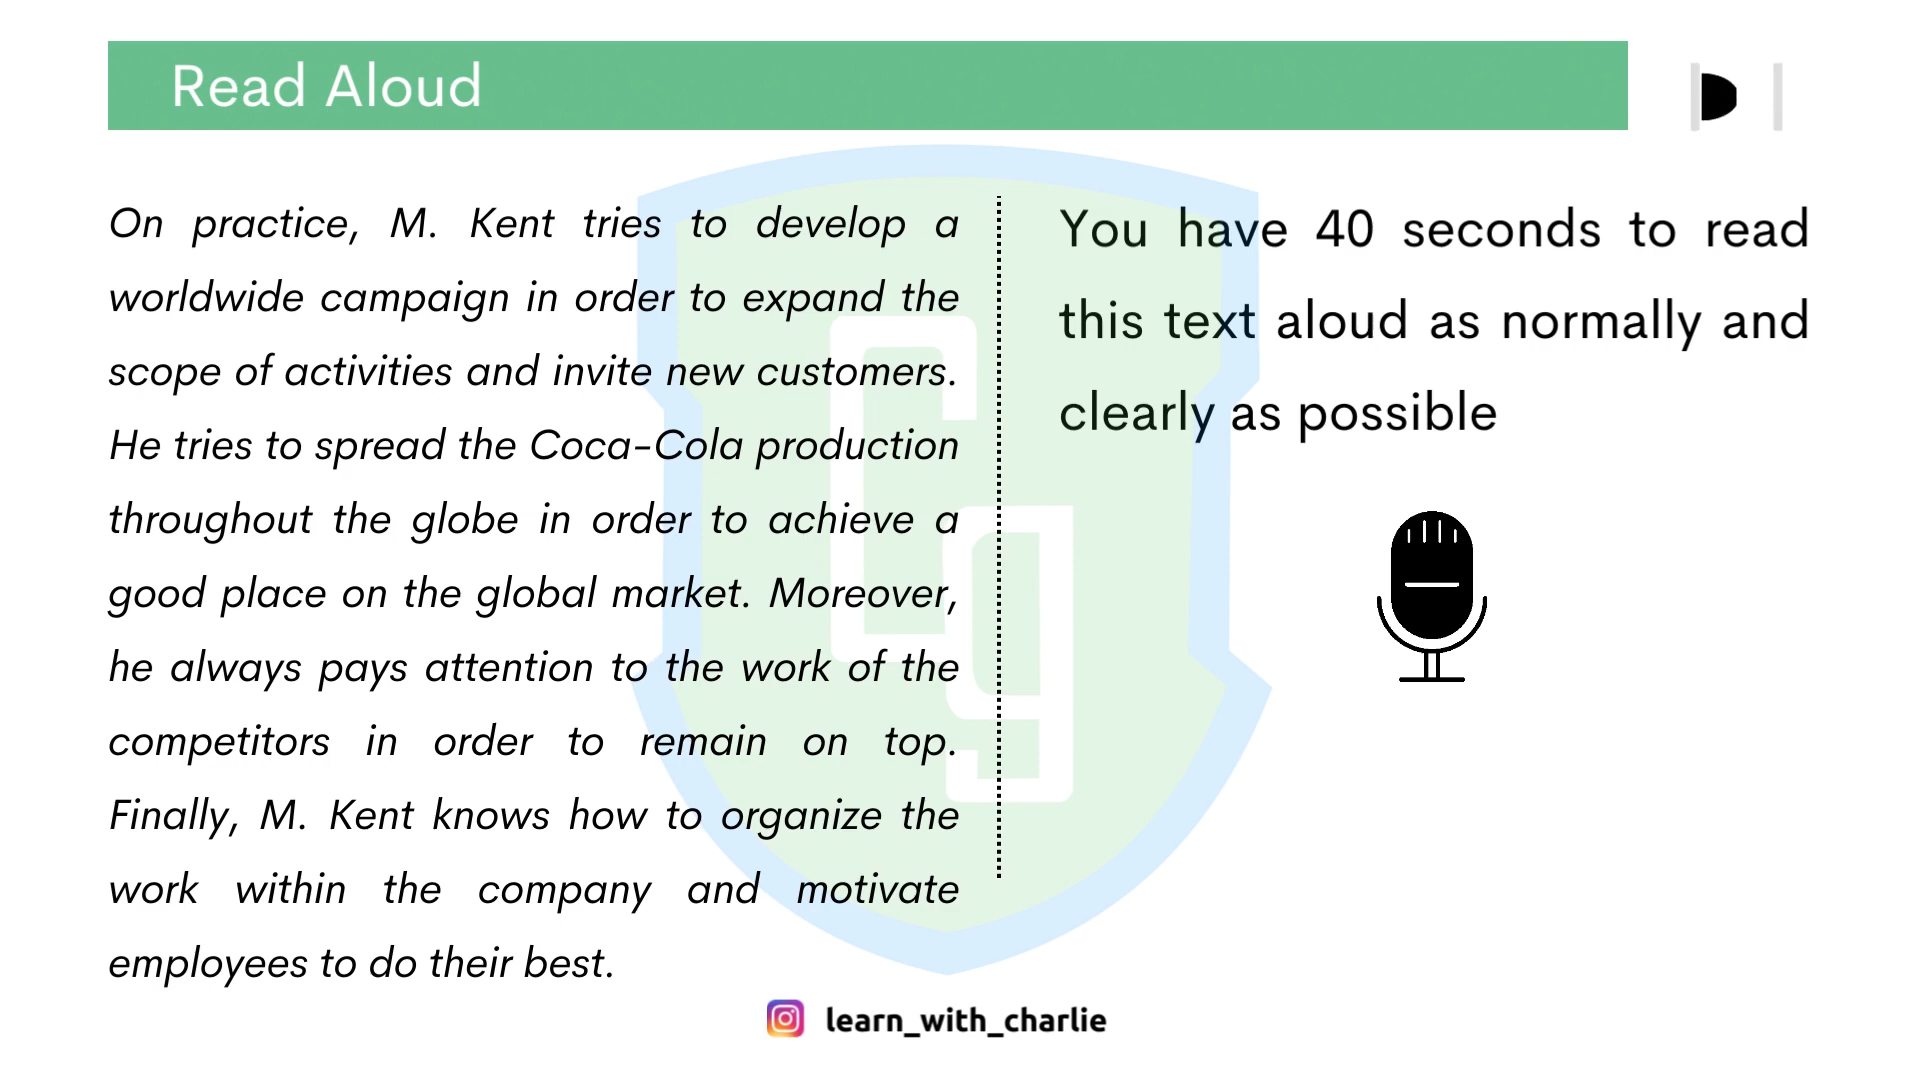 Read Aloud
On practice, M. Kent tries to develop a
worldwide campaign in order to expand the
scope of activities and invite new customers.
He tries to spread the Coca-Cola production
throughout the globe in order to achieve a
good place on the global market. Moreover,
he always pays attention to the work of the
competitors in order to remain on top.
Finally, M. Kent knows how to organize the
work within the company and motivate
employees to do their best.
You have 40 seconds to read
this text aloud as normally and
clearly as possible
Cg
learn_with_charlie